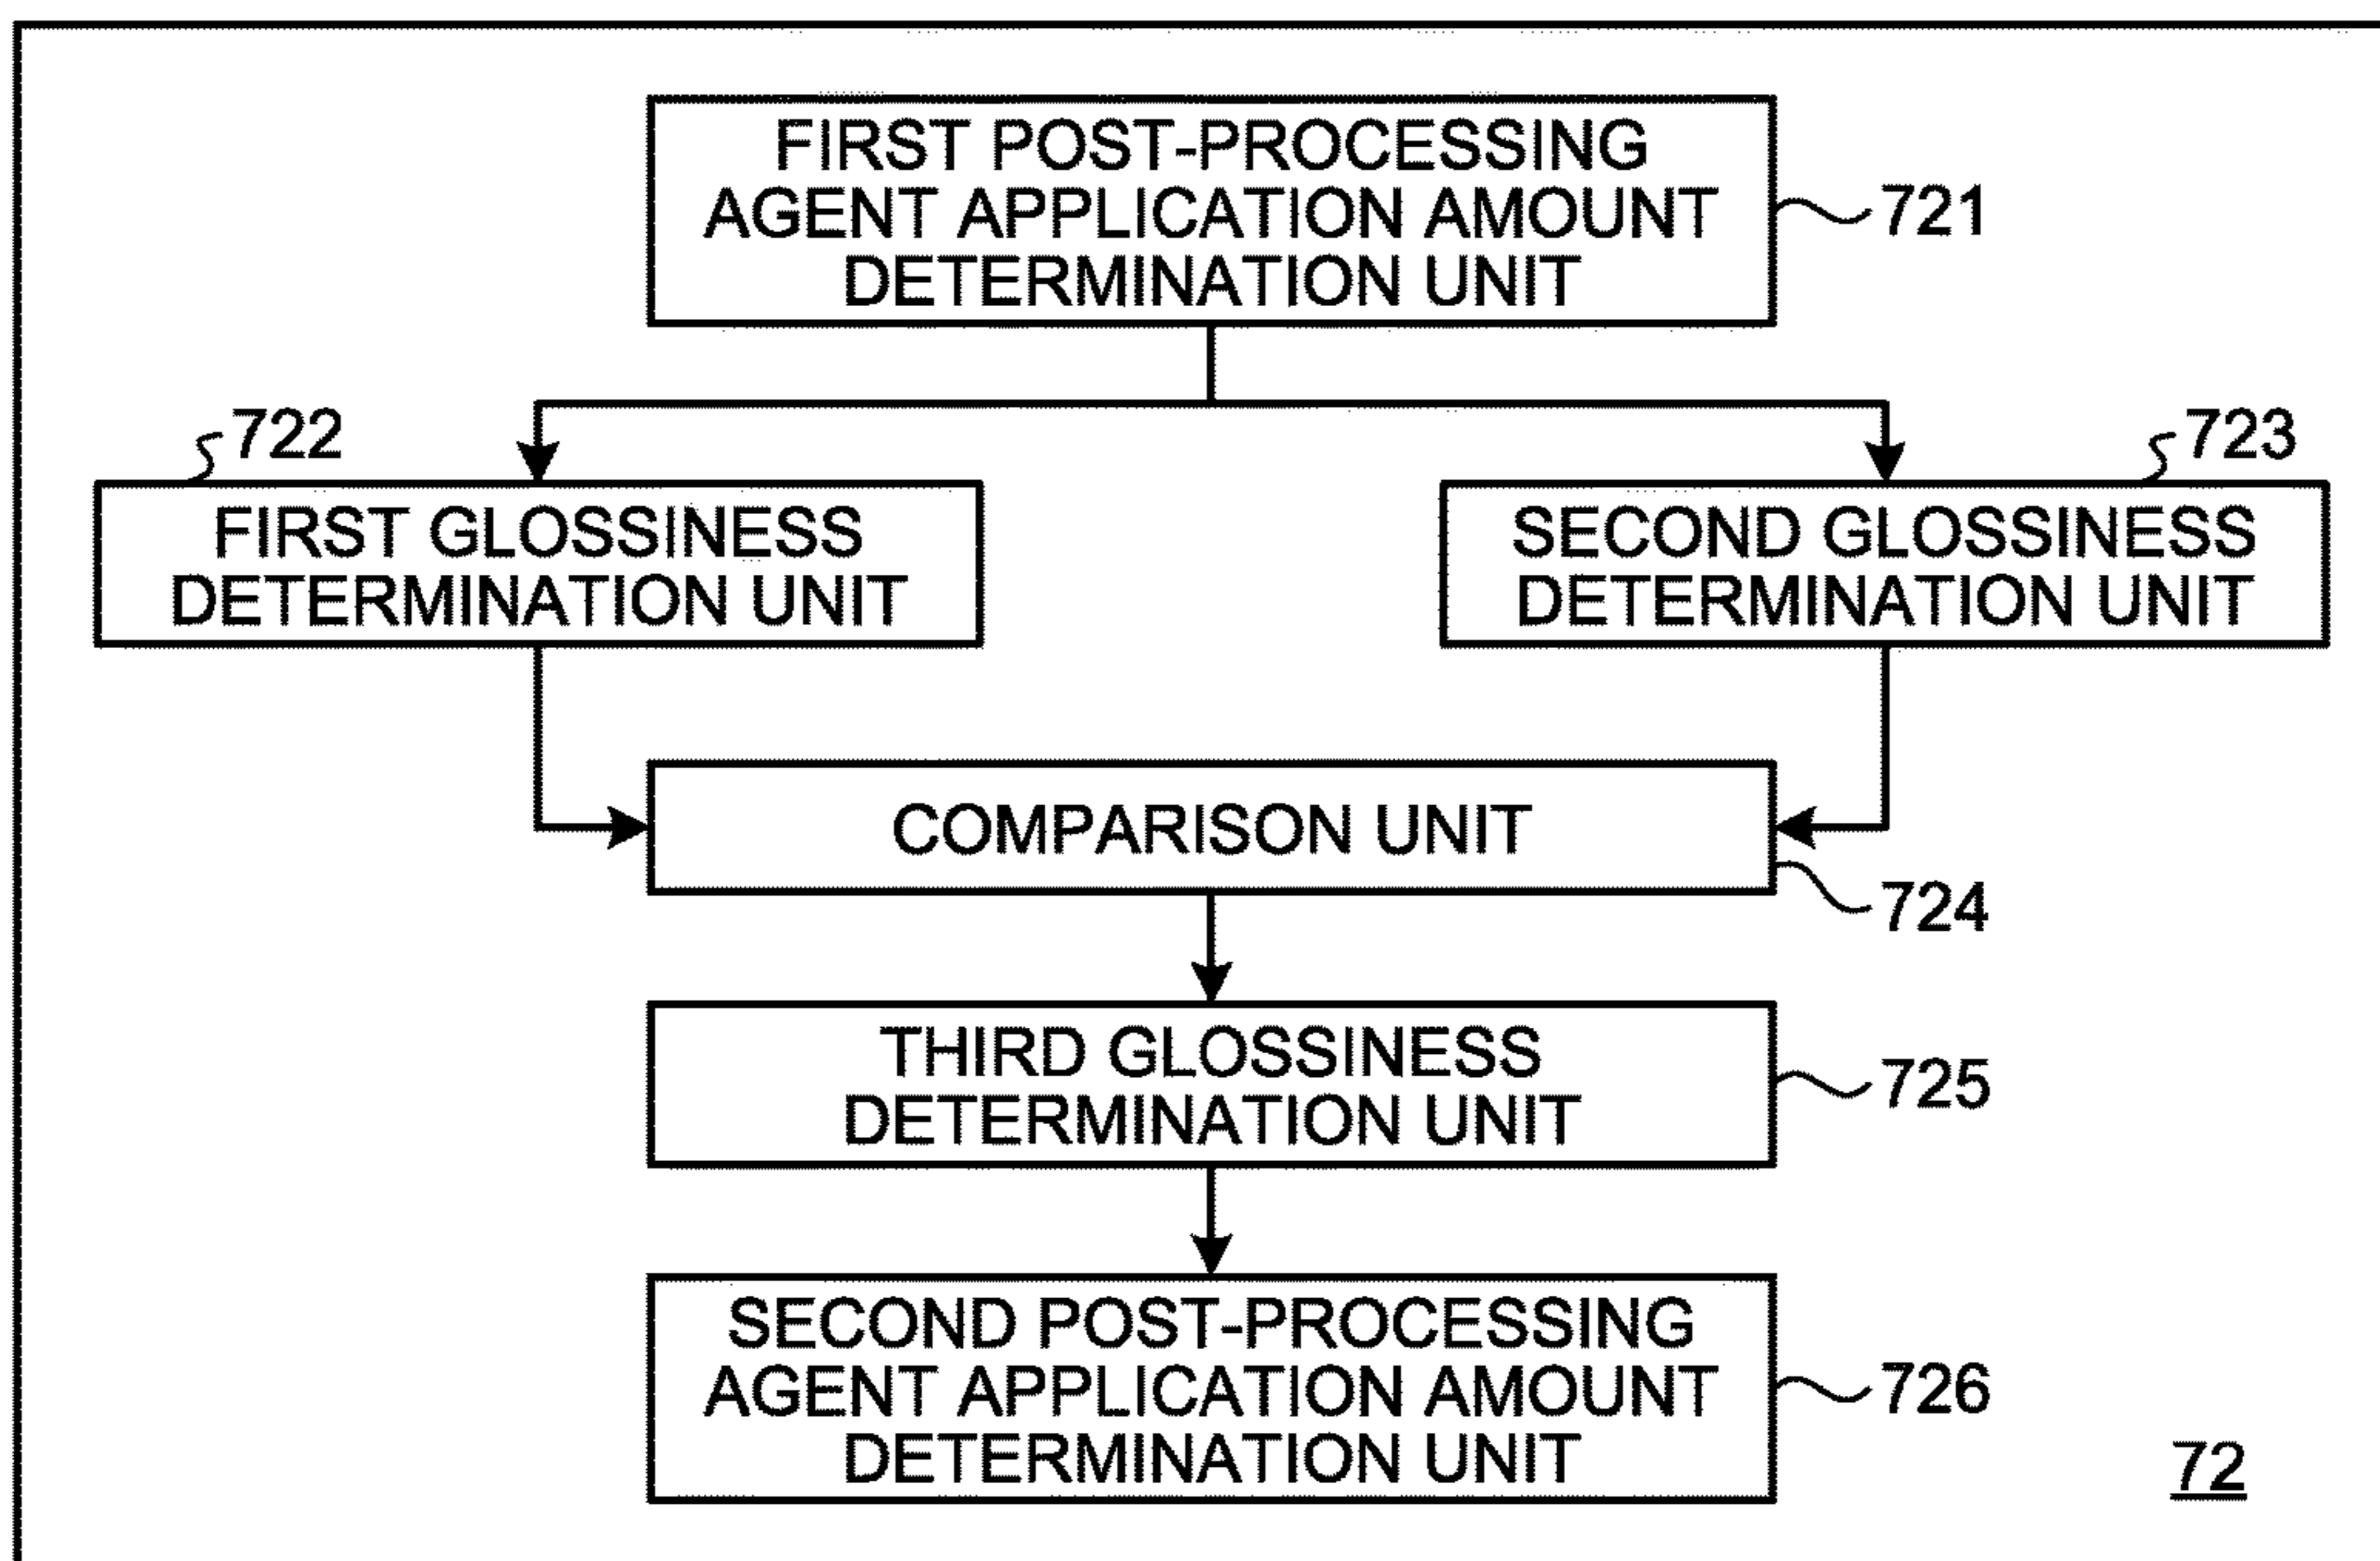 FIRST POST-PROCESSING
AGENT APPLICATION AMOUNT
DETERMINATION UNIT
721
722
723
FIRST GLOSSINESS
DETERMINATION UNIT
SECOND GLOSSINESS
DETERMINATION UNIT
COMPARISON UNIT
724
THIRD GLOSSINESS
DETERMINATION UNIT
725
SECOND POST-PROCESSING
AGENT APPLICATION AMOUNT
DETERMINATION UNIT
726
72